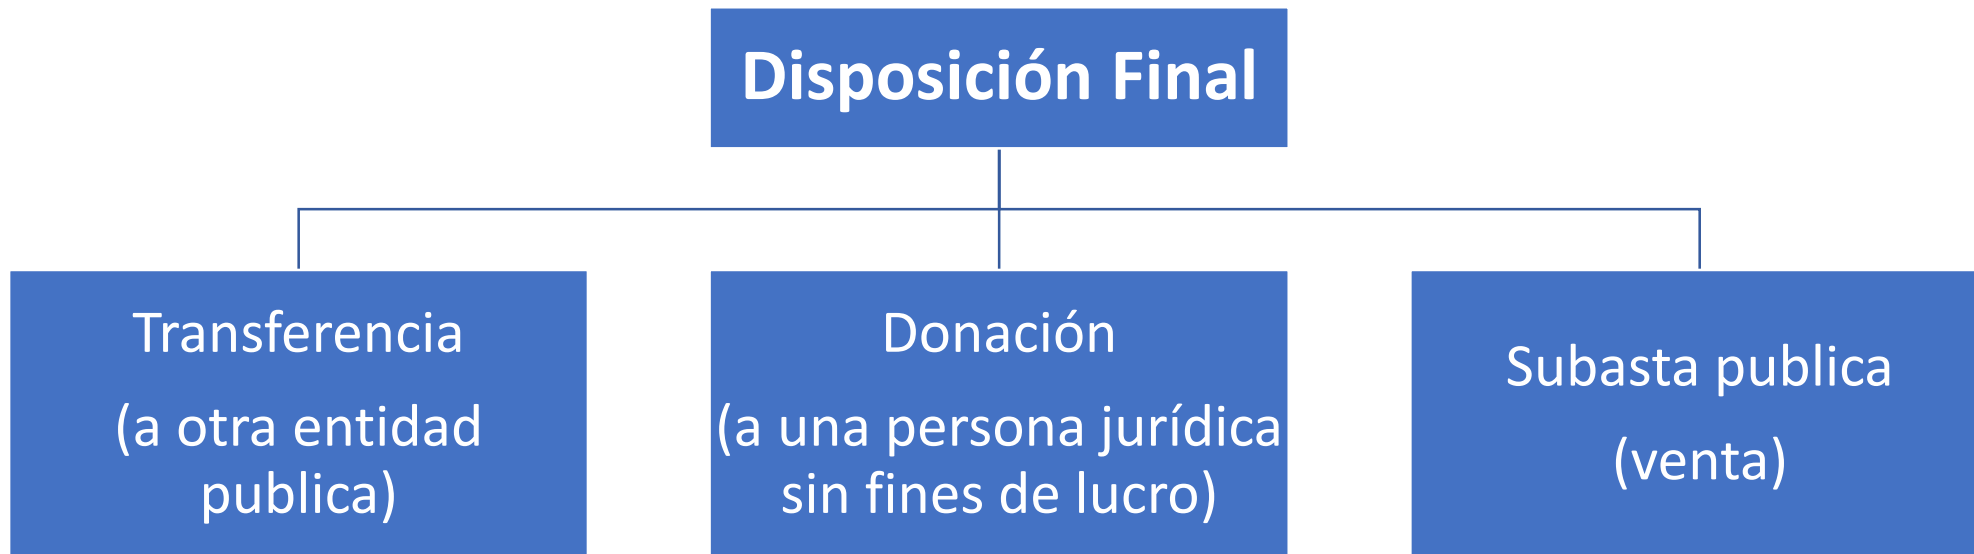 Disposición Final
Transferencia
(a otra entidad
publica)
Donación
(a una persona jurídica
sin fines de lucro)
Subasta publica
(venta)